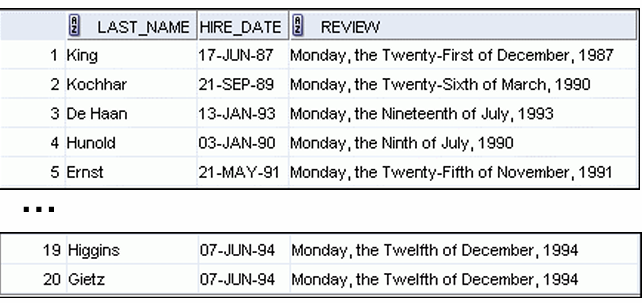 LAST_NAME HIRE_DATE REVIEW
1 King 17-JUN-87 Monday, the Twenty-First of December, 1987
2 Kochhar 21-SEP-89 Monday, the Twenty-Sixth of March, 1990
3 De Haan 13-JAN-93 Monday, the Nineteenth of July, 1993
4 Hunold 03-JAN-90 Monday, the Ninth of July, 1990
5 Ernst 21-MAY-91 Monday, the Twenty-Fifth of November, 1991
...
19 Higgins 07-JUN-94 Monday, the Twelfth of December, 1994
20 Gietz 07-JUN-94 Monday, the Twelfth of December, 1994